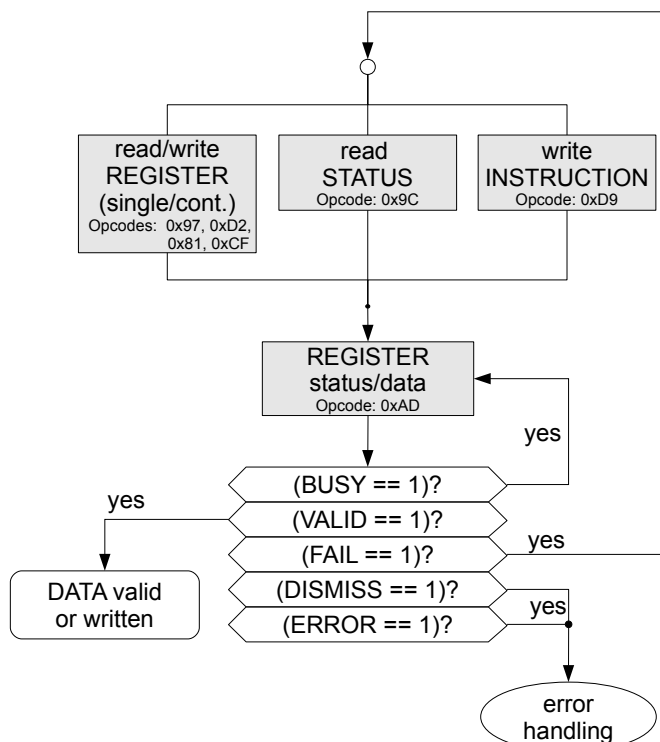 read/write
REGISTER
(single/cont.)
Opcodes: 0x97, 0xD2,
0x81, 0xCF
read
STATUS
Opcode: 0x9C
write
INSTRUCTION
Opcode: 0xD9
REGISTER
status/data
Opcode: 0xAD
yes
(BUSY == 1)?
yes
(VALID == 1)?
(FAIL == 1)?
yes
DATA valid
or written
(DISMISS == 1)?
yes
(ERROR == 1)?
error
handling